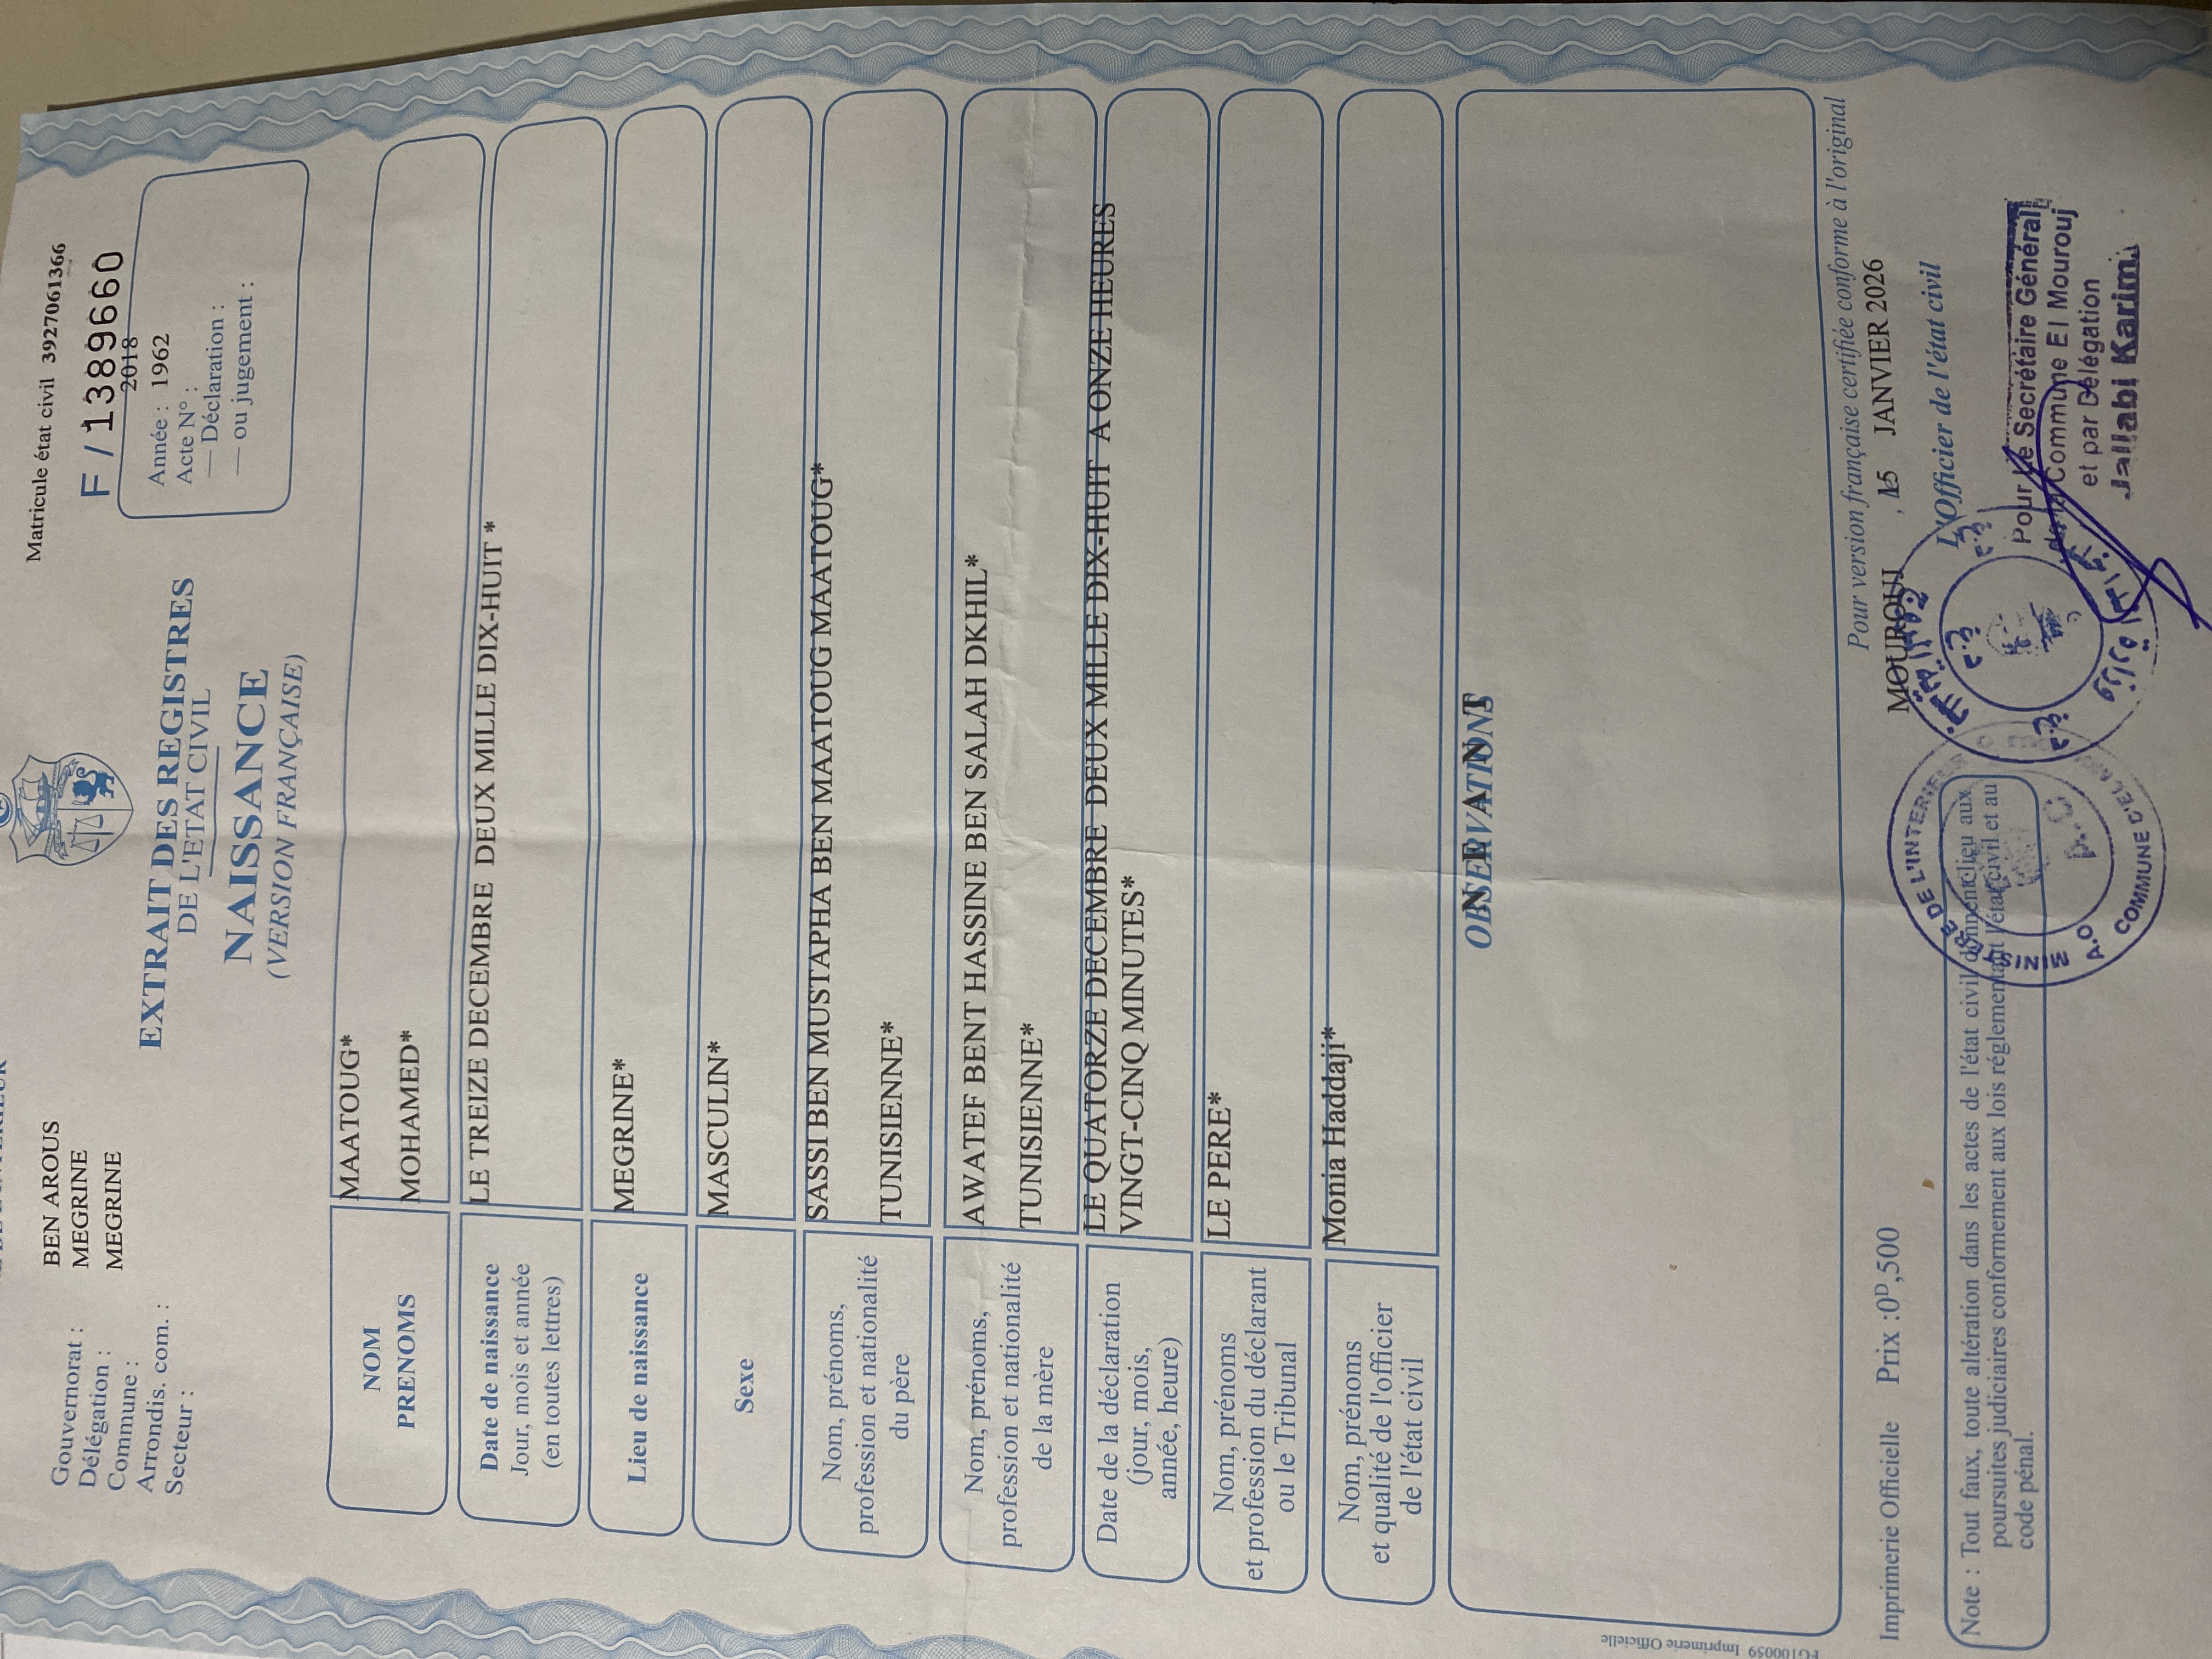 Gouvernorat : BEN AROUS
Délégation : MEGRINE
Commune : MEGRINE
Arrondis. com. :
Secteur :
Matricule état civil 3927061366
F /1389660
2018
Année : 1962
Acte N° :
— Déclaration :
— ou jugement :
EXTRAIT DES REGISTRES
DE L'ETAT CIVIL
NAISSANCE
(VERSION FRANÇAISE)
NOM MAATOUG*
PRENOMS MOHAMED*
Date de naissance
Jour, mois et année
(en toutes lettres)
LE TREIZE DECEMBRE DEUX MILLE DIX-HUIT *
Lieu de naissance MEGRINE*
Sexe MASCULIN*
Nom, prénoms,
profession et nationalité
du père
SASSI BEN MUSTAPHA BEN MAATOUG MAATOUG*
TUNISIENNE*
Nom, prénoms,
profession et nationalité
de la mère
AWATEF BENT HASSINE BEN SALAH DKHIL*
TUNISIENNE*
Date de la déclaration
(jour, mois,
année, heure)
LE QUATORZE DECEMBRE DEUX MILLE DIX-HUIT A ONZE HEURES
VINGT-CINQ MINUTES*
Nom, prénoms
et profession du déclarant
ou le Tribunal
LE PERE*
Nom, prénoms
et qualité de l'officier
de l'état civil
Monia Haddaji*
OBSERVATIONS
N E A N T
Pour version française certifiée conforme à l'original
MOUROUJ , 15 JANVIER 2026
L'Officier de l'état civil
Pour le Secrétaire Général
de la Commune El Mourouj
et par Délégation
Jallabi Karim
DE L'INTERIEUR
COMMUNE D'EL
A.O
Imprimerie Officielle Prix :0ᴰ,500
Note : Tout faux, toute altération dans les actes de l'état civil, donnent lieu aux
poursuites judiciaires conformement aux lois réglementant l'état civil et au
code pénal.
FG100059 Imprimerie Officielle